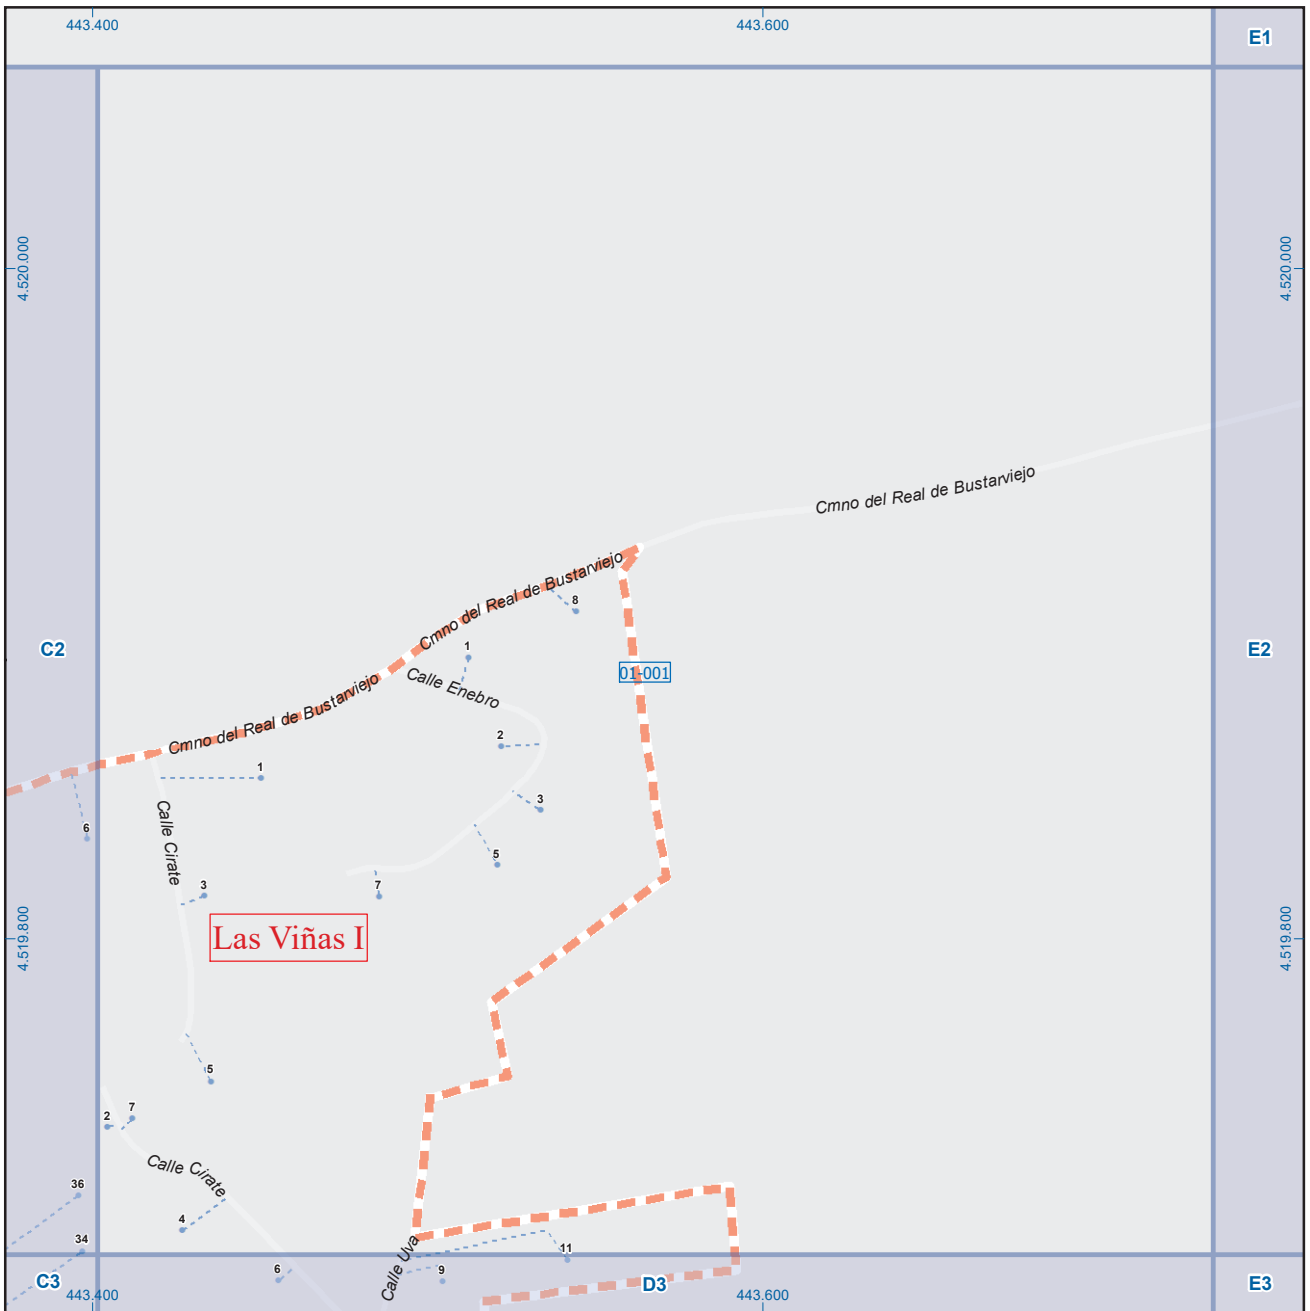 443.400
443.600
E1
4.520.000
4.520.000
Cmno del Real de Bustarviejo
Cmno del Real de Bustarviejo
8
C2
1
E2
01-001
Calle Enebro
Cmno del Real de Bustarviejo
2
1
3
6
Calle Cirate
5
3
7
Las Viñas I
4.519.800
4.519.800
5
7
2
Calle Cirate
36
4
34
Calle Uva
11
6
9
C3
D3
E3
443.400
443.600